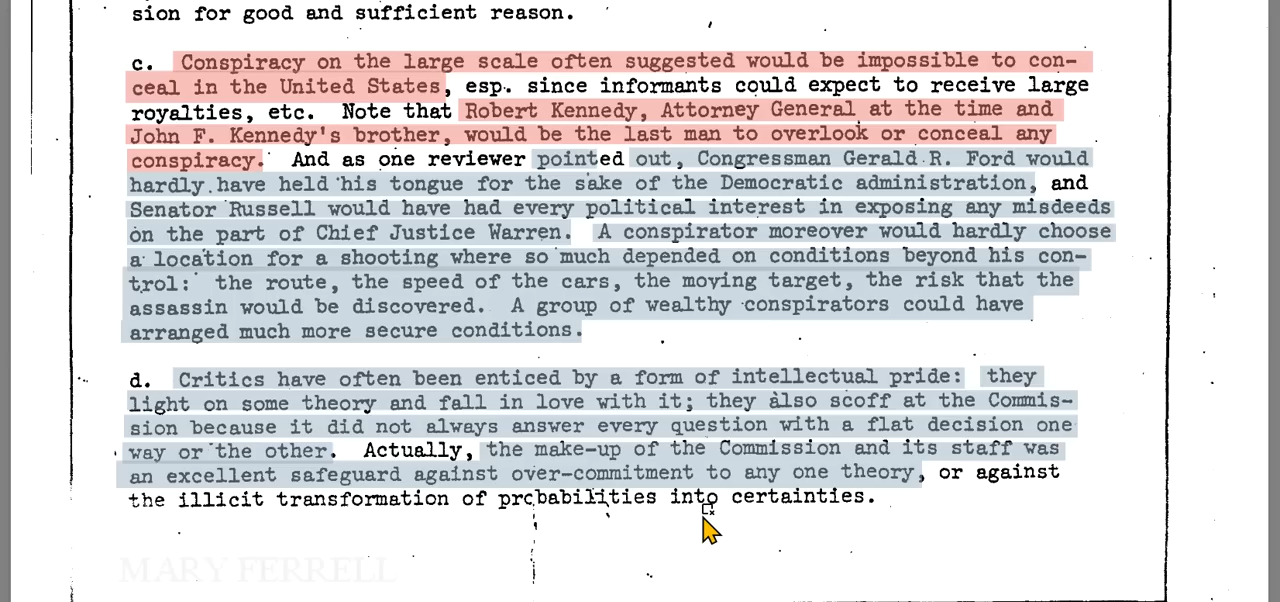 sion for good and sufficient reason.
c. Conspiracy on the large scale often suggested would be impossible to con-
ceal in the United States, esp. since informants could expect to receive large
royalties, etc. Note that Robert Kennedy, Attorney General at the time and
John F. Kennedy's brother, would be the last man to overlook or conceal any
conspiracy. And as one reviewer pointed out, Congressman Gerald R. Ford would
hardly have held his tongue for the sake of the Democratic administration, and
Senator Russell would have had every political interest in exposing any misdeeds
on the part of Chief Justice Warren. A conspirator moreover would hardly choose
a location for a shooting where so much depended on conditions beyond his con-
trol: the route, the speed of the cars, the moving target, the risk that the
assassin would be discovered. A group of wealthy conspirators could have
arranged much more secure conditions.
d. Critics have often been enticed by a form of intellectual pride: they
light on some theory and fall in love with it; they also scoff at the Commis-
sion because it did not always answer every question with a flat decision one
way or the other. Actually, the make-up of the Commission and its staff was
an excellent safeguard against over-commitment to any one theory, or against
the illicit transformation of probabilities into certainties.
MARY FERRELL